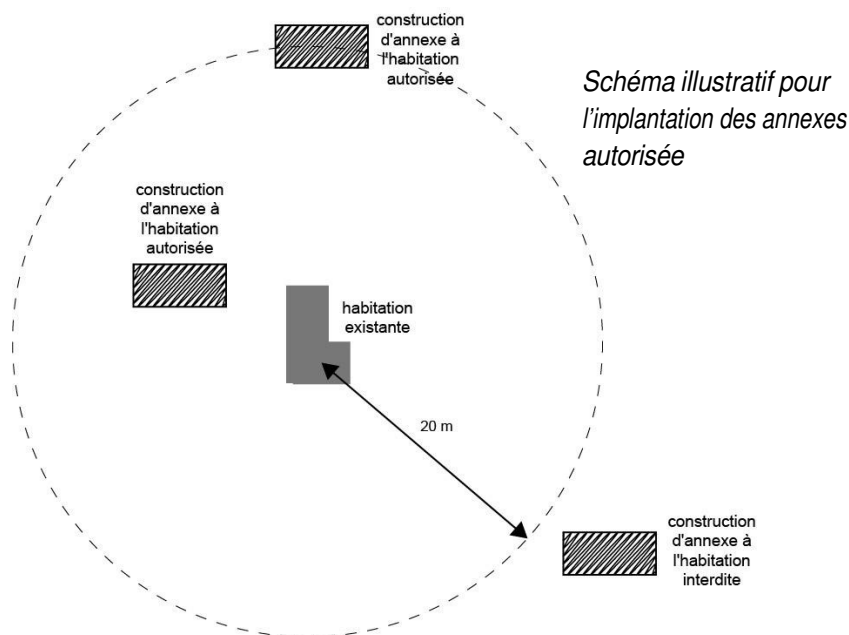 construction
d'annexe à
l'habitation
autorisée
Schéma illustratif pour
l'implantation des annexes
autorisée
construction
d'annexe à
l'habitation
autorisée
habitation
existante
20 m
construction
d'annexe à
l'habitation
interdite